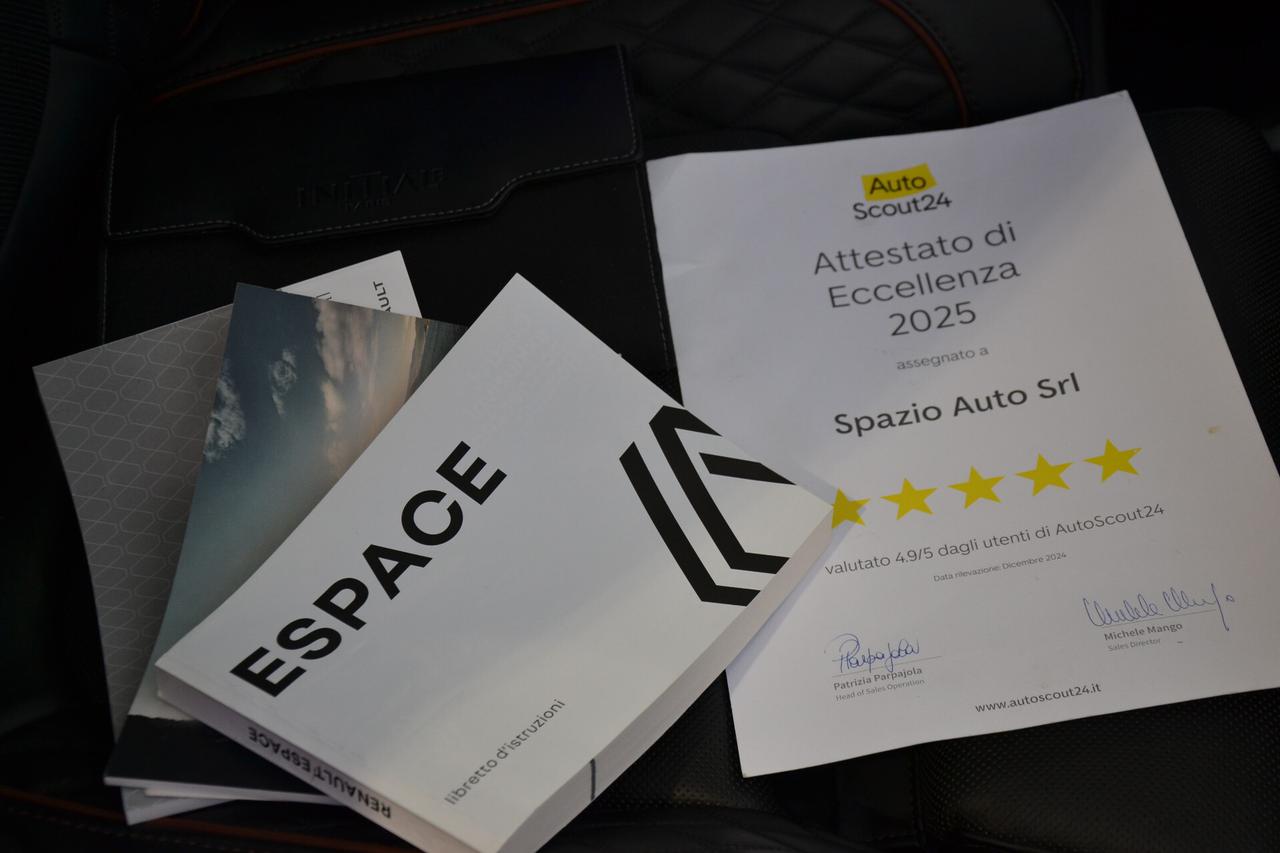 INITIALE
PARIS
AULT
ESPACE
libretto d'istruzioni
RENAULT ESPACE
Auto
Scout24
Attestato di
Eccellenza
2025
assegnato a
Spazio Auto Srl
valutato 4.9/5 dagli utenti di AutoScout24
Data rilevazione: Dicembre 2024
Patrizia Parpajola
Head of Sales Operation
Michele Mango
Sales Director
www.autoscout24.it